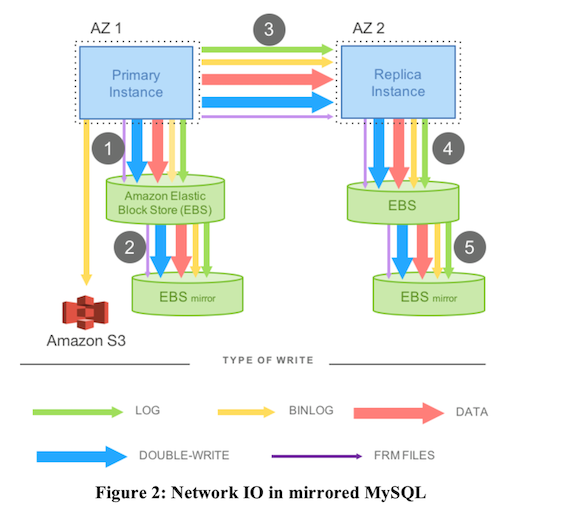 AZ 1
AZ 2
3
Primary
Instance
Replica
Instance
1
4
Amazon Elastic
Block Store (EBS)
EBS
2
5
EBS mirror
EBS mirror
Amazon S3
TYPE OF WRITE
LOG
BINLOG
DATA
DOUBLE-WRITE
FRM FILES
Figure 2: Network IO in mirrored MySQL